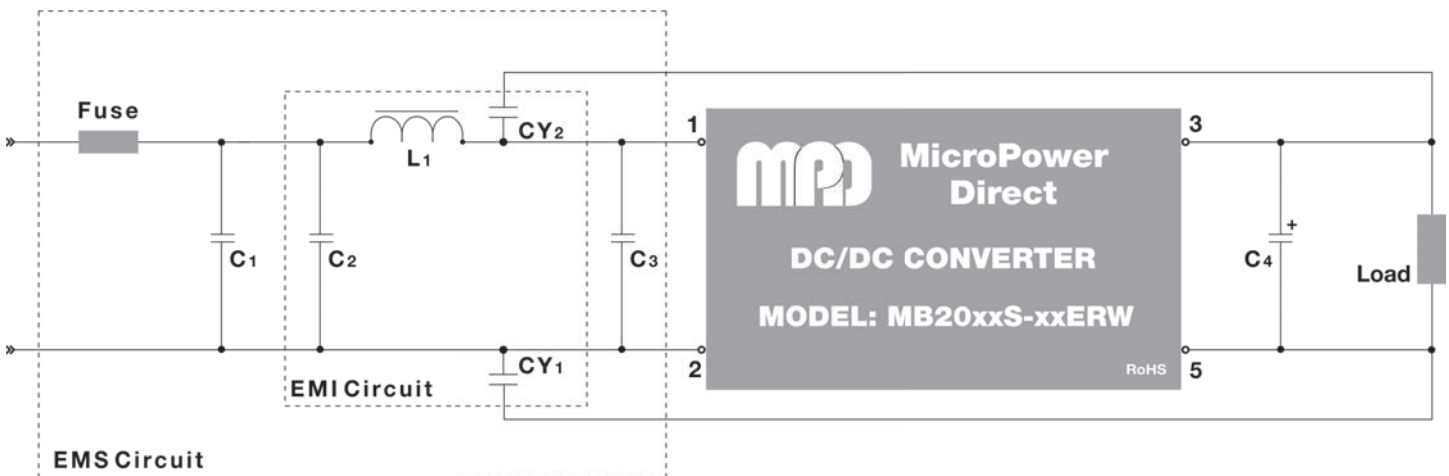 Fuse
L1
CY2
C1
C2
C3
CY1
EMI Circuit
EMS Circuit
1
2
MPD
MicroPower
Direct
DC/DC CONVERTER
MODEL: MB20xxS-xxERW
RoHS
3
5
+
C4
Load